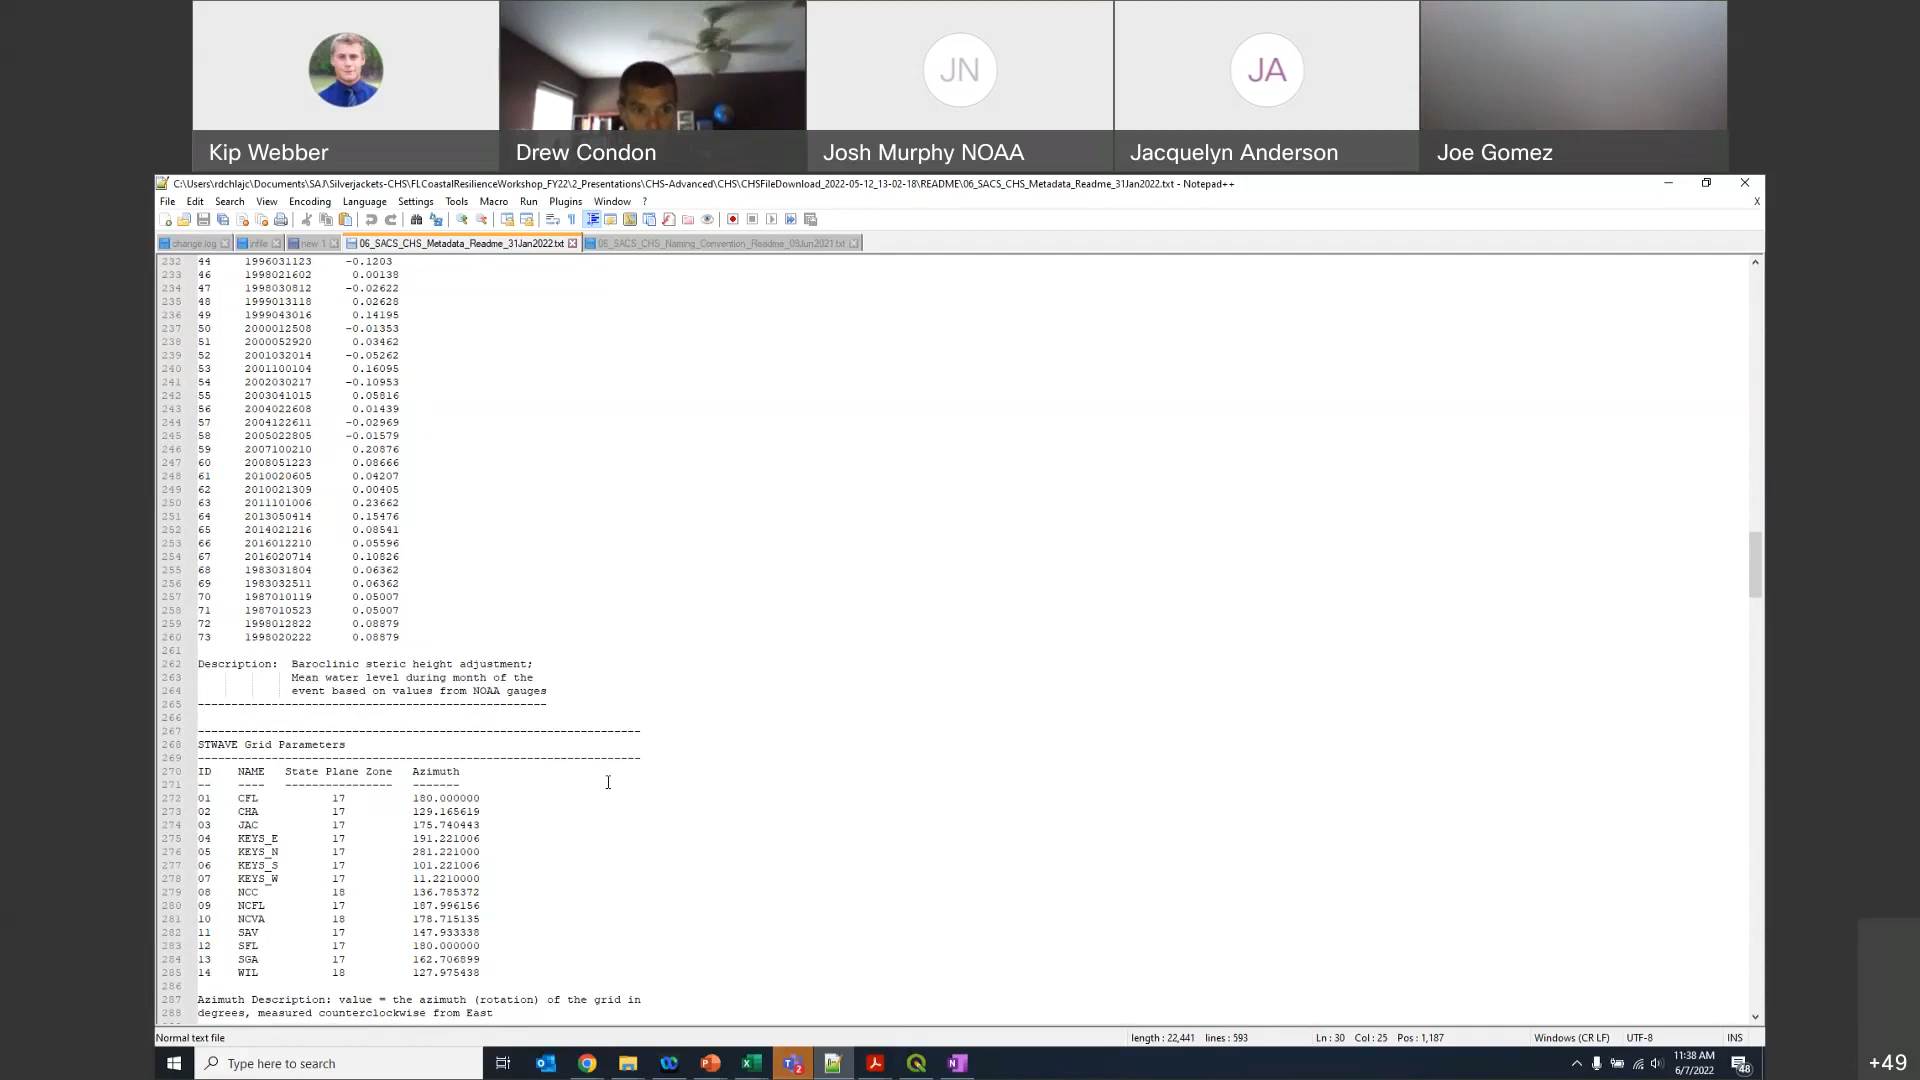 JN
JA
Kip Webber
Drew Condon
Josh Murphy NOAA
Jacquelyn Anderson
Joe Gomez
C:\Users\rdchlajc\Documents\SAJ\Silverjackets-CHS\FLCoastalResilienceWorkshop_FY22\2_Presentations\CHS-Advanced\CHS\CHSFileDownload_2022-05-12_13-02-18\README\06_SACS_CHS_Metadata_Readme_31Jan2022.txt - Notepad++
File Edit Search View Encoding Language Settings Tools Macro Run Plugins Window ? X
change.log infile new 1 06_SACS_CHS_Metadata_Readme_31Jan2022.txt 06_SACS_CHS_Naming_Convention_Readme_08Jun2021.txt
232 44 1996031123 -0.1203
233 46 1998021602 0.00138
234 47 1998030812 -0.02622
235 48 1999013118 0.02628
236 49 1999043016 0.14195
237 50 2000012508 -0.01353
238 51 2000052920 0.03462
239 52 2001032014 -0.05262
240 53 2001100104 0.16095
241 54 2002030217 -0.10953
242 55 2003041015 0.05816
243 56 2004022608 0.01439
244 57 2004122611 -0.02969
245 58 2005022805 -0.01579
246 59 2007100210 0.20876
247 60 2008051223 0.08666
248 61 2010020605 0.04207
249 62 2010021309 0.00405
250 63 2011101006 0.23662
251 64 2013050414 0.15476
252 65 2014021216 0.08541
253 66 2016012210 0.05596
254 67 2016020714 0.10826
255 68 1983031804 0.06362
256 69 1983032511 0.06362
257 70 1987010119 0.05007
258 71 1987010523 0.05007
259 72 1998012822 0.08879
260 73 1998020222 0.08879
261
262 Description: Baroclinic steric height adjustment;
263 Mean water level during month of the
264 event based on values from NOAA gauges
265 ----------------------------------------------------
266
267 ------------------------------------------------------------------
268 STWAVE Grid Parameters
269 ------------------------------------------------------------------
270 ID NAME State Plane Zone Azimuth
271 -- ---- ---------------- -------
272 01 CFL 17 180.000000
273 02 CHA 17 129.165619
274 03 JAC 17 175.740443
275 04 KEYS_E 17 191.221006
276 05 KEYS_N 17 281.221000
277 06 KEYS_S 17 101.221006
278 07 KEYS_W 17 11.2210000
279 08 NCC 18 136.785372
280 09 NCFL 17 187.996156
281 10 NCVA 18 178.715135
282 11 SAV 17 147.933338
283 12 SFL 17 180.000000
284 13 SGA 17 162.706899
285 14 WIL 18 127.975438
286
287 Azimuth Description: value = the azimuth (rotation) of the grid in
288 degrees, measured counterclockwise from East
Normal text file length : 22,441 lines : 593 Ln : 30 Col : 25 Pos : 1,187 Windows (CR LF) UTF-8 INS
Type here to search
11:38 AM
6/7/2022
48
+49